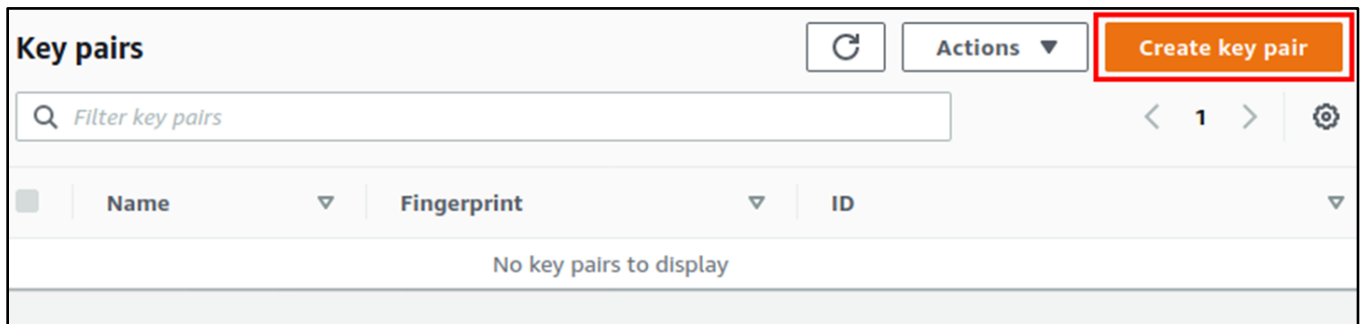 Key pairs
Actions
Create key pair
Filter key pairs
1
Name
Fingerprint
ID
No key pairs to display